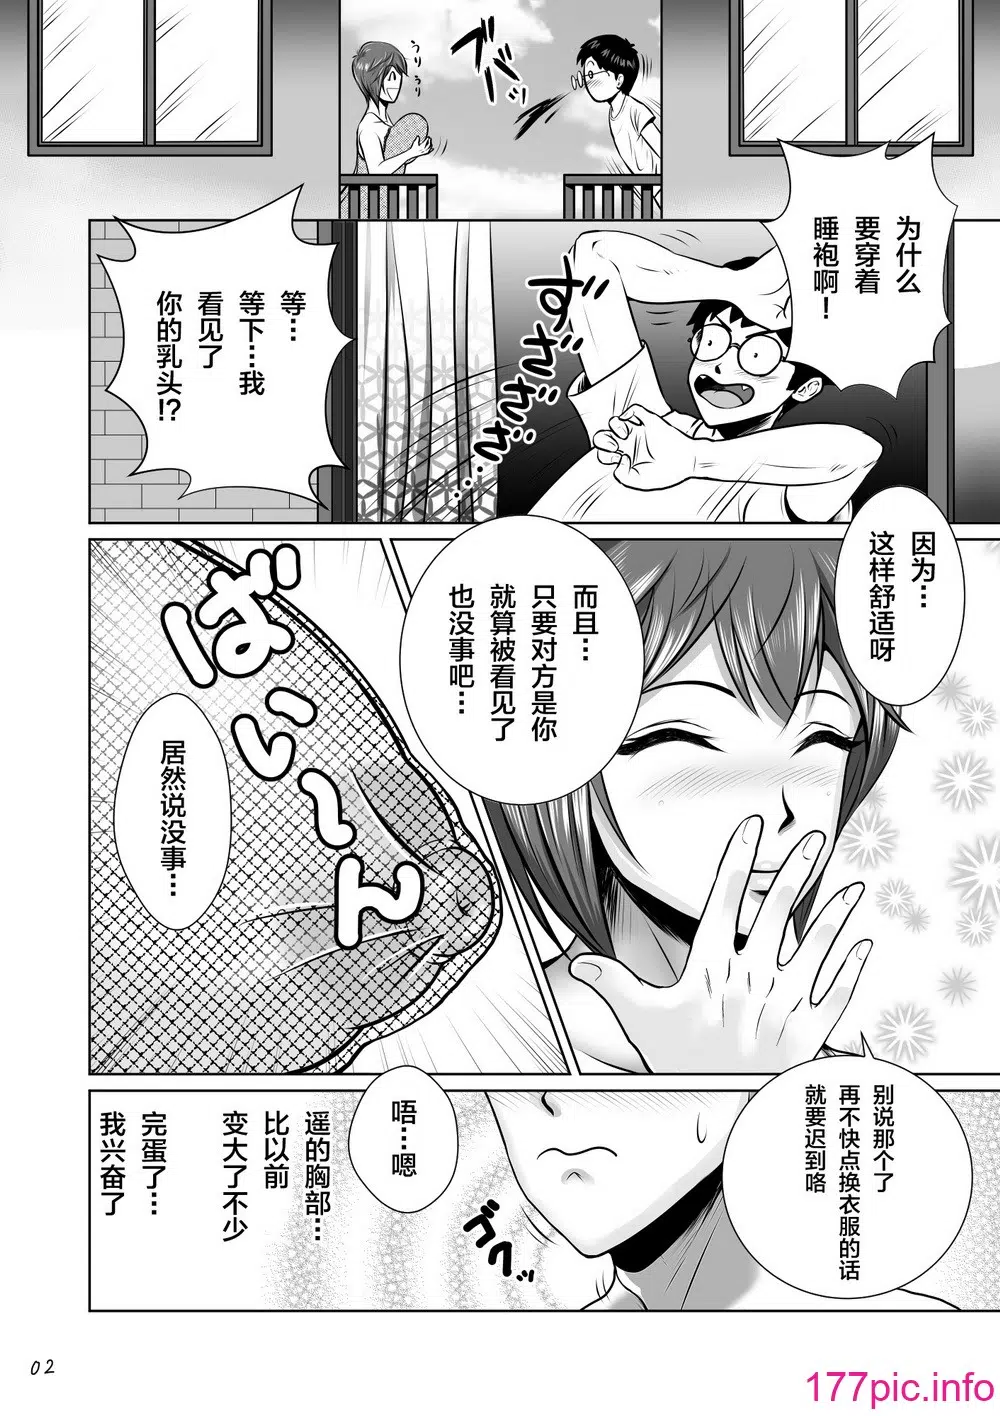 うりうり
ズバッ
为什么
要穿着
睡袍啊！
等…
等下…我
看见了
你的乳头!?
ずざざざ…
因为…
这样舒适呀
而且…
只要对方是你
就算被看见了
也没事吧…
ばい～ん
居然说没事…
别说那个了
再不快点换衣服的话
就要迟到咯
唔…嗯
遥的胸部…
比以前
变大了不少
完蛋了…
我兴奋了
02
177pic.info